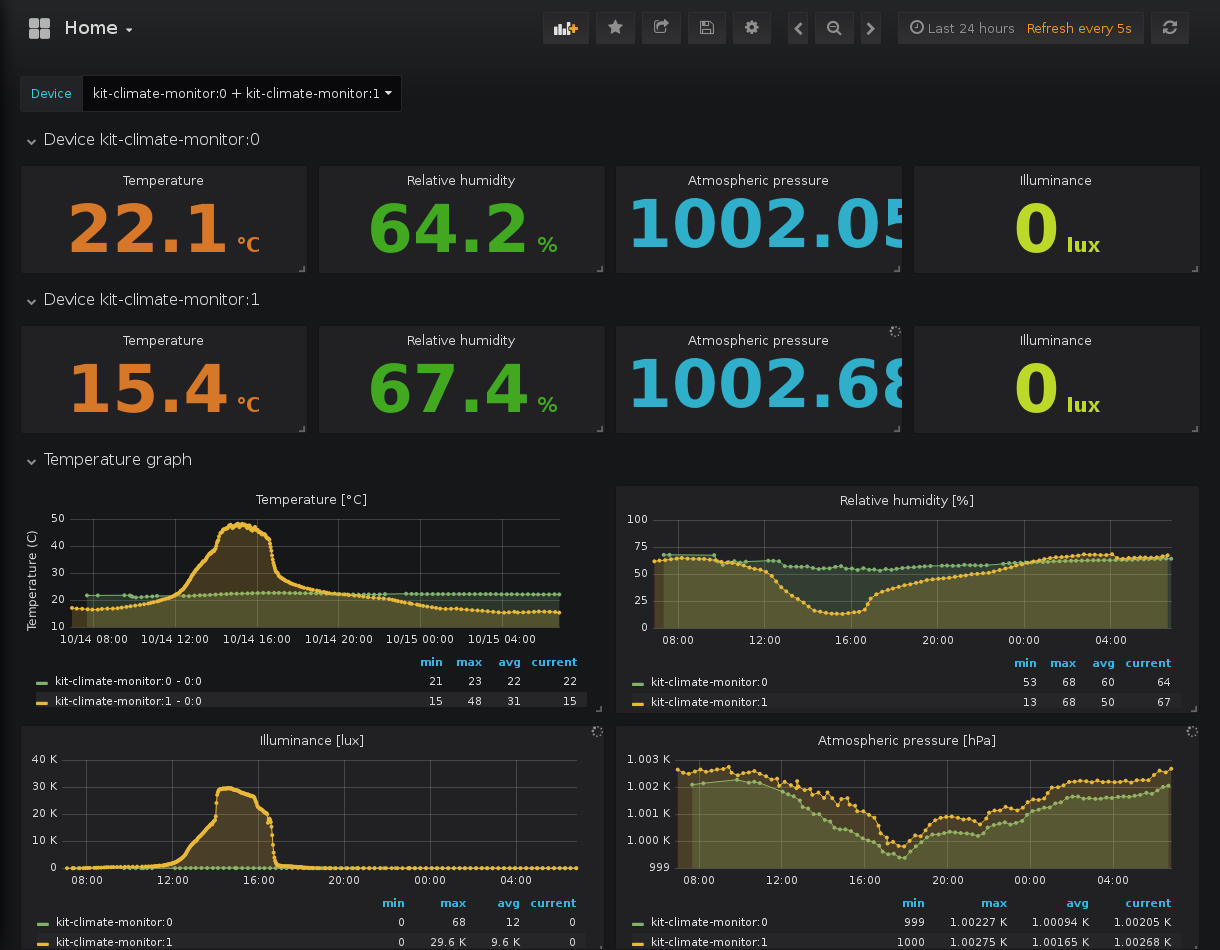 Home
Last 24 hours Refresh every 5s
Device kit-climate-monitor:0 + kit-climate-monitor:1
Device kit-climate-monitor:0
Temperature
22.1 °C
Relative humidity
64.2 %
Atmospheric pressure
1002.05
Illuminance
0 lux
Device kit-climate-monitor:1
Temperature
15.4 °C
Relative humidity
67.4 %
Atmospheric pressure
1002.68
Illuminance
0 lux
Temperature graph
Temperature [°C]
Temperature (C)
50
40
30
20
10
10/14 08:00 10/14 12:00 10/14 16:00 10/14 20:00 10/15 00:00 10/15 04:00
min max avg current
kit-climate-monitor:0 - 0:0 21 23 22 22
kit-climate-monitor:1 - 0:0 15 48 31 15
Relative humidity [%]
100
75
50
25
0
08:00 12:00 16:00 20:00 00:00 04:00
min max avg current
kit-climate-monitor:0 53 68 60 64
kit-climate-monitor:1 13 68 50 67
Illuminance [lux]
40 K
30 K
20 K
10 K
0
08:00 12:00 16:00 20:00 00:00 04:00
min max avg current
kit-climate-monitor:0 0 68 12 0
kit-climate-monitor:1 0 29.6 K 9.6 K 0
Atmospheric pressure [hPa]
1.003 K
1.002 K
1.001 K
1.000 K
999
08:00 12:00 16:00 20:00 00:00 04:00
min max avg current
kit-climate-monitor:0 999 1.00227 K 1.00094 K 1.00205 K
kit-climate-monitor:1 1000 1.00275 K 1.00165 K 1.00268 K